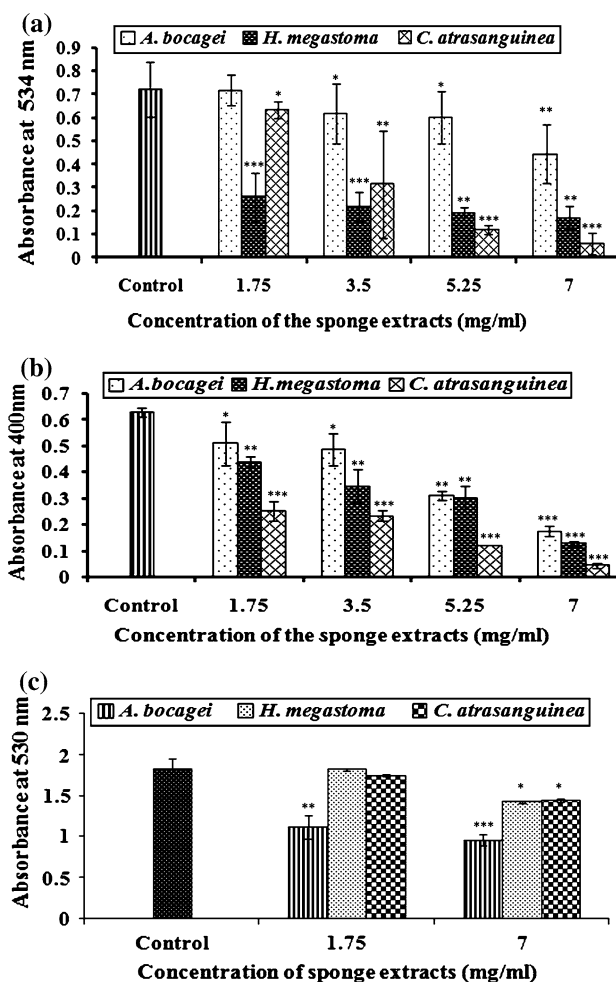 (a)
A. bocagei H. megastoma C. atrasanguinea
Absorbance at 534 nm
0.9
0.8
0.7
0.6
0.5
0.4
0.3
0.2
0.1
0
* * * **
*** *** ** ** *** ** ***
Control 1.75 3.5 5.25 7
Concentration of the sponge extracts (mg/ml)
(b)
A.bocagei H.megastoma C. atrasanguinea
Absorbance at 400nm
0.7
0.6
0.5
0.4
0.3
0.2
0.1
0
* ** *** * ** *** ** ** *** *** *** ***
Control 1.75 3.5 5.25 7
Concentration of the sponge extracts (mg/ml)
(c)
A. bocagei H. megastoma C. atrasanguinea
Absorbance at 530 nm
2.5
2
1.5
1
0.5
0
** *** * *
Control 1.75 7
Concentration of sponge extracts (mg/ml)